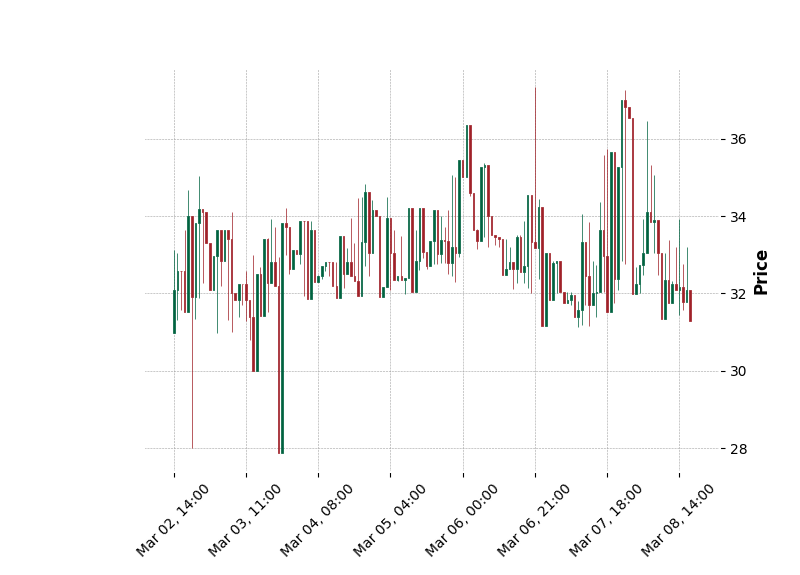 36
34
32
30
28
Price
Mar 02, 14:00
Mar 03, 11:00
Mar 04, 08:00
Mar 05, 04:00
Mar 06, 00:00
Mar 06, 21:00
Mar 07, 18:00
Mar 08, 14:00